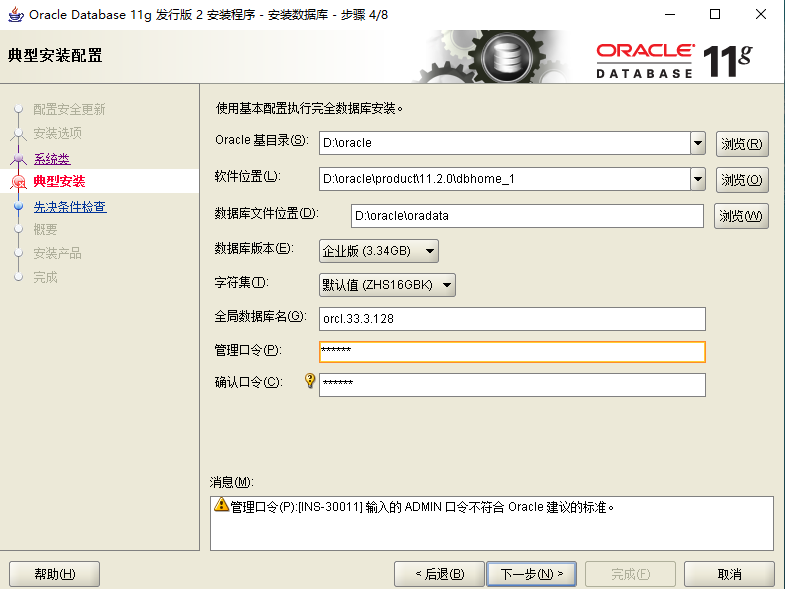 Oracle Database 11g 发行版 2 安装程序 - 安装数据库 - 步骤 4/8
典型安装配置
ORACLE
DATABASE 11g
配置安全更新
安装选项
系统类
典型安装
先决条件检查
概要
安装产品
完成
使用基本配置执行完全数据库安装。
Oracle 基目录(S): D:\oracle 浏览(R)
软件位置(L): D:\oracle\product\11.2.0\dbhome_1 浏览(O)
数据库文件位置(D): D:\oracle\oradata 浏览(W)
数据库版本(E): 企业版 (3.34GB)
字符集(T): 默认值 (ZHS16GBK)
全局数据库名(G): orcl.33.3.128
管理口令(P): ******
确认口令(C): ******
消息(M):
管理口令(P):[INS-30011] 输入的 ADMIN 口令不符合 Oracle 建议的标准。
帮助(H) < 后退(B) 下一步(N) > 完成(F) 取消